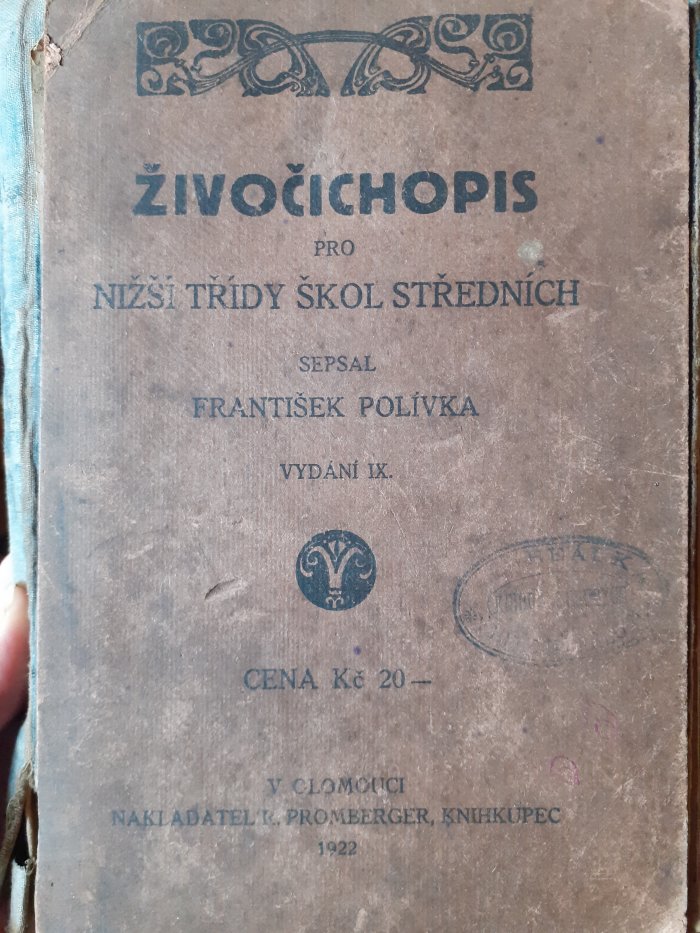 ŽIVOČICHOPIS
PRO
NIŽŠÍ TŘÍDY ŠKOL STŘEDNÍCH
SEPSAL
FRANTIŠEK POLÍVKA
VYDÁNÍ IX.
CENA Kč 20—
V OLOMOUCI
NAKLADATEL R. PROMBERGER, KNIHKUPEC
1922